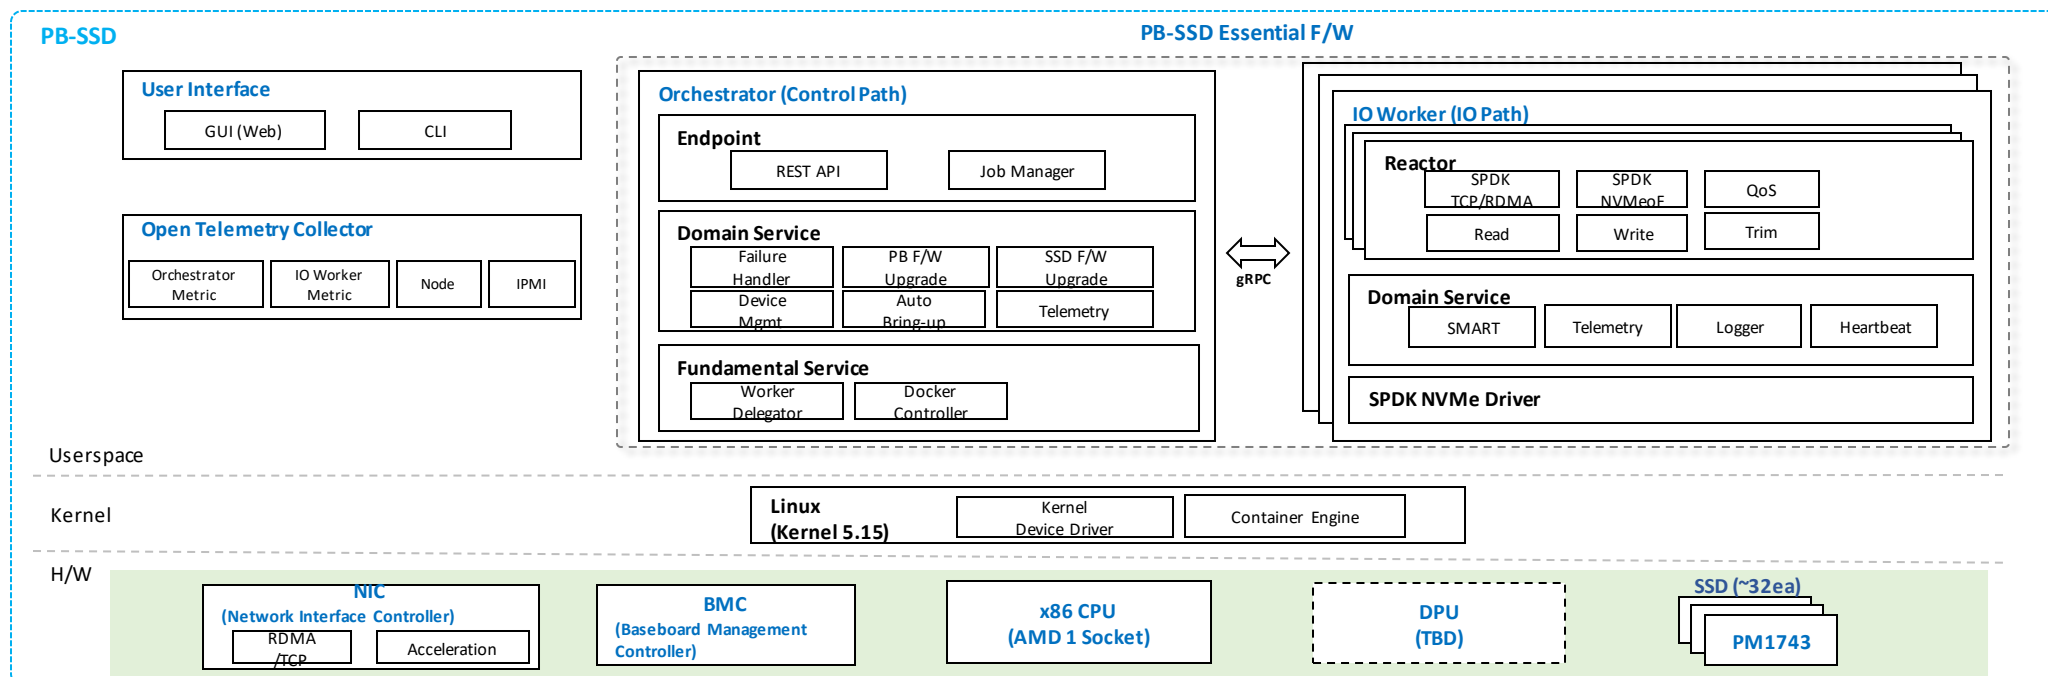 PB-SSD
PB-SSD Essential F/W
User Interface
GUI (Web)
CLI
Open Telemetry Collector
Orchestrator
Metric
IO Worker
Metric
Node
IPMI
Orchestrator (Control Path)
Endpoint
REST API
Job Manager
Domain Service
Failure
Handler
PB F/W
Upgrade
SSD F/W
Upgrade
Device
Mgmt
Auto
Bring-up
Telemetry
Fundamental Service
Worker
Delegator
Docker
Controller
gRPC
IO Worker (IO Path)
Reactor
SPDK
TCP/RDMA
SPDK
NVMeoF
QoS
Read
Write
Trim
Domain Service
SMART
Telemetry
Logger
Heartbeat
SPDK NVMe Driver
Userspace
Kernel
Linux
(Kernel 5.15)
Kernel
Device Driver
Container Engine
H/W
NIC
(Network Interface Controller)
RDMA
/TCP
Acceleration
BMC
(Baseboard Management
Controller)
x86 CPU
(AMD 1 Socket)
DPU
(TBD)
SSD (~32ea)
PM1743